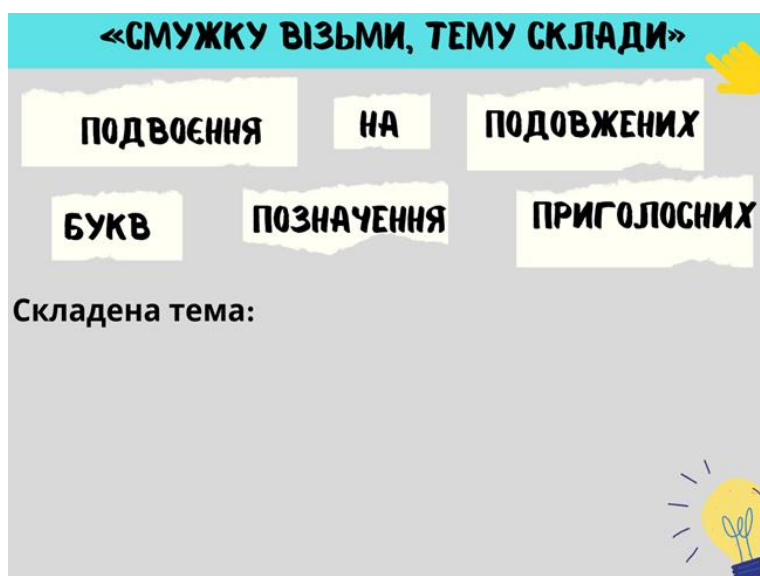 «СМУЖКУ ВІЗЬМИ, ТЕМУ СКЛАДИ»
ПОДВОЄННЯ НА ПОДОВЖЕНИХ
БУКВ ПОЗНАЧЕННЯ ПРИГОЛОСНИХ
Складена тема: